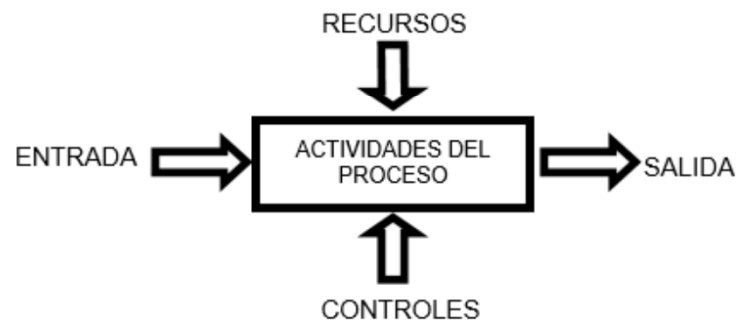 RECURSOS
ENTRADA
ACTIVIDADES DEL
PROCESO
SALIDA
CONTROLES